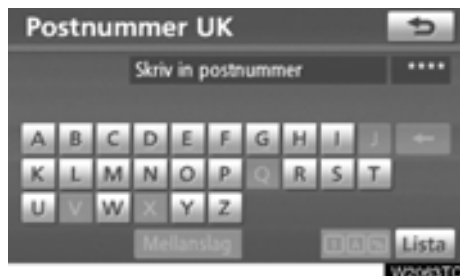 Postnummer UK
Skriv in postnummer ****
A B C D E F G H I J
K L M N O P Q R S T
U V W X Y Z
Mellanslag Lista